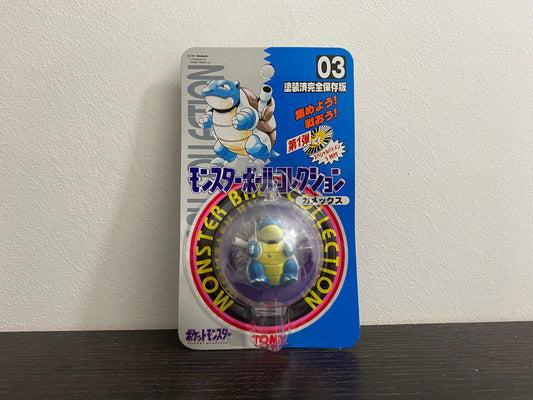 03
塗装済完全保存版
集めよう!
戦おう!
第1弾
モンスターボールコレクション
カメックス
MONSTER BALL COLLECTION
ポケットモンスター
TOMY